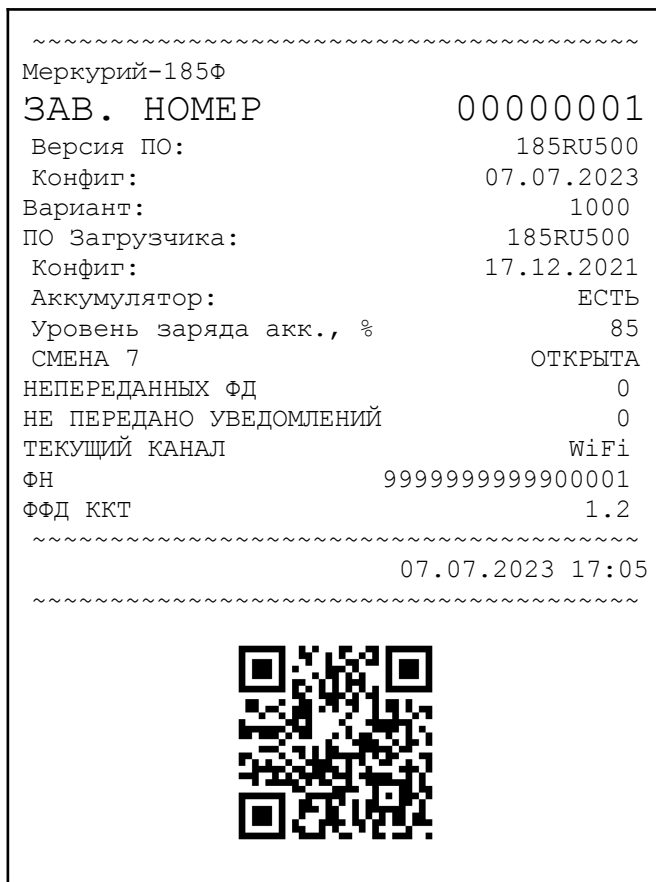 ~~~~~~~~~~~~~~~~~~~~~~~~~~~~~~~~~~~~~~
Меркурий-185Ф
ЗАВ. НОМЕР 00000001
Версия ПО: 185RU500
Конфиг: 07.07.2023
Вариант: 1000
ПО Загрузчика: 185RU500
Конфиг: 17.12.2021
Аккумулятор: ЕСТЬ
Уровень заряда акк., % 85
СМЕНА 7 ОТКРЫТА
НЕПЕРЕДАННЫХ ФД 0
НЕ ПЕРЕДАНО УВЕДОМЛЕНИЙ 0
ТЕКУЩИЙ КАНАЛ WiFi
ФН 9999999999900001
ФФД ККТ 1.2
~~~~~~~~~~~~~~~~~~~~~~~~~~~~~~~~~~~~~~
07.07.2023 17:05
~~~~~~~~~~~~~~~~~~~~~~~~~~~~~~~~~~~~~~